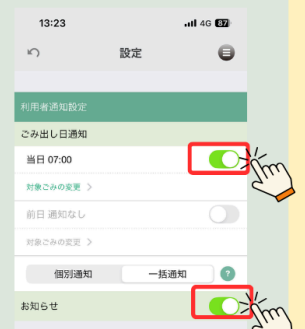 13:23 4G 87
設定
利用者通知設定
ごみ出し日通知
当日 07:00
対象ごみの変更 >
前日 通知なし
対象ごみの変更 >
個別通知 一括通知 ?
お知らせ